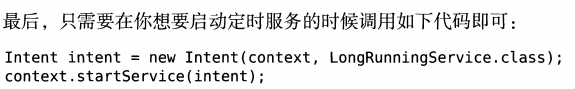 最后，只需要在你想要启动定时服务的时候调用如下代码即可：
Intent intent = new Intent(context, LongRunningService.class);
context.startService(intent);